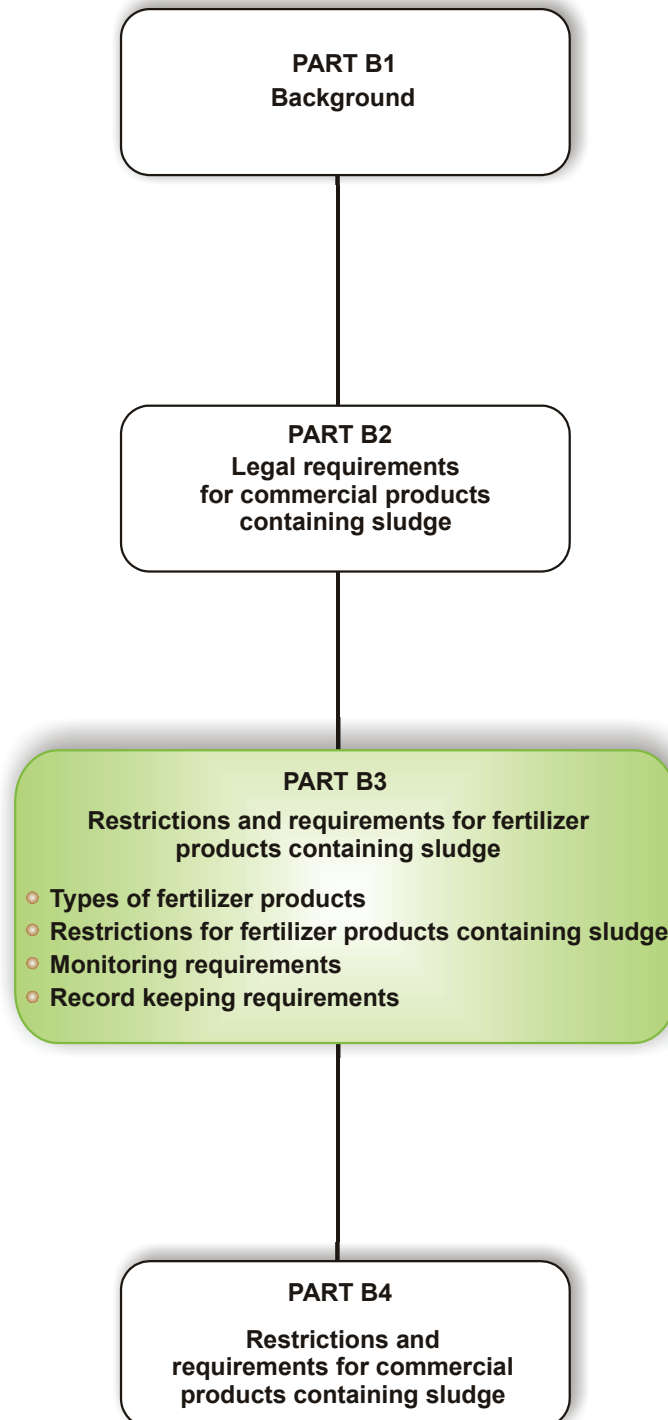 PART B1
Background
PART B2
Legal requirements
for commercial products
containing sludge
PART B3
Restrictions and requirements for fertilizer
products containing sludge
Types of fertilizer products
Restrictions for fertilizer products containing sludge
Monitoring requirements
Record keeping requirements
PART B4
Restrictions and
requirements for commercial
products containing sludge